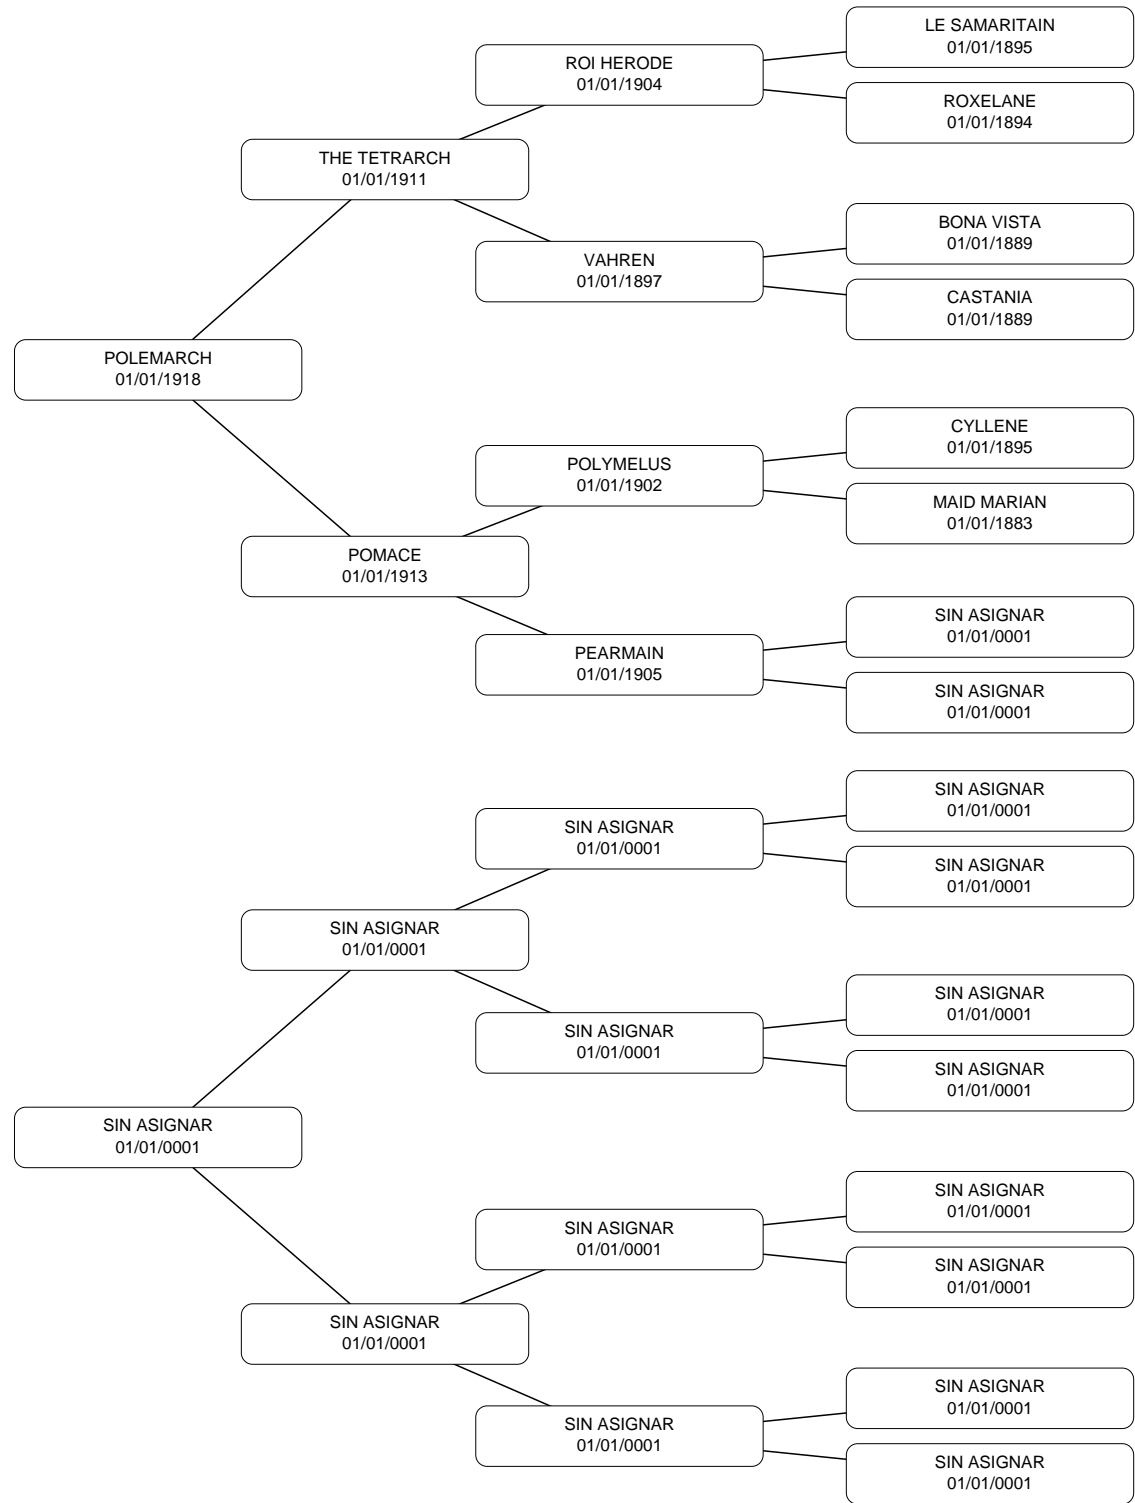 LE SAMARITAIN
01/01/1895
ROI HERODE
01/01/1904
ROXELANE
01/01/1894
THE TETRARCH
01/01/1911
BONA VISTA
01/01/1889
VAHREN
01/01/1897
CASTANIA
01/01/1889
POLEMARCH
01/01/1918
CYLLENE
01/01/1895
POLYMELUS
01/01/1902
MAID MARIAN
01/01/1883
POMACE
01/01/1913
SIN ASIGNAR
01/01/0001
PEARMAIN
01/01/1905
SIN ASIGNAR
01/01/0001
SIN ASIGNAR
01/01/0001
SIN ASIGNAR
01/01/0001
SIN ASIGNAR
01/01/0001
SIN ASIGNAR
01/01/0001
SIN ASIGNAR
01/01/0001
SIN ASIGNAR
01/01/0001
SIN ASIGNAR
01/01/0001
SIN ASIGNAR
01/01/0001
SIN ASIGNAR
01/01/0001
SIN ASIGNAR
01/01/0001
SIN ASIGNAR
01/01/0001
SIN ASIGNAR
01/01/0001
SIN ASIGNAR
01/01/0001
SIN ASIGNAR
01/01/0001
SIN ASIGNAR
01/01/0001